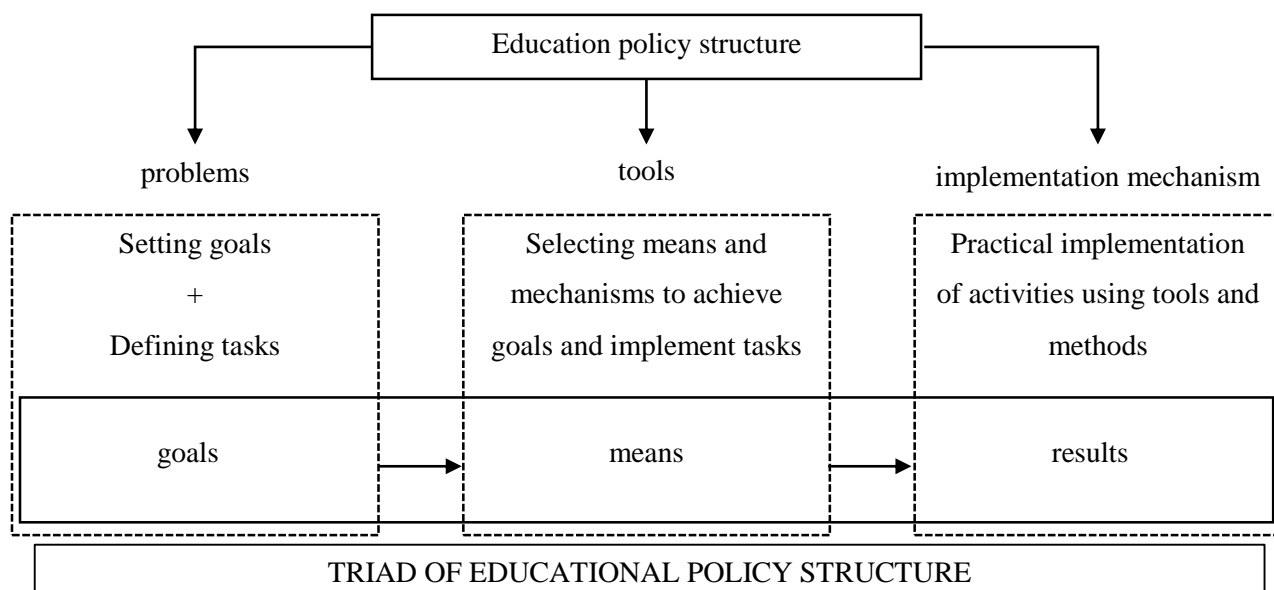 Education policy structure
problems
tools
implementation mechanism
Setting goals
+
Defining tasks
Selecting means and
mechanisms to achieve
goals and implement tasks
Practical implementation
of activities using tools and
methods
goals
means
results
TRIAD OF EDUCATIONAL POLICY STRUCTURE